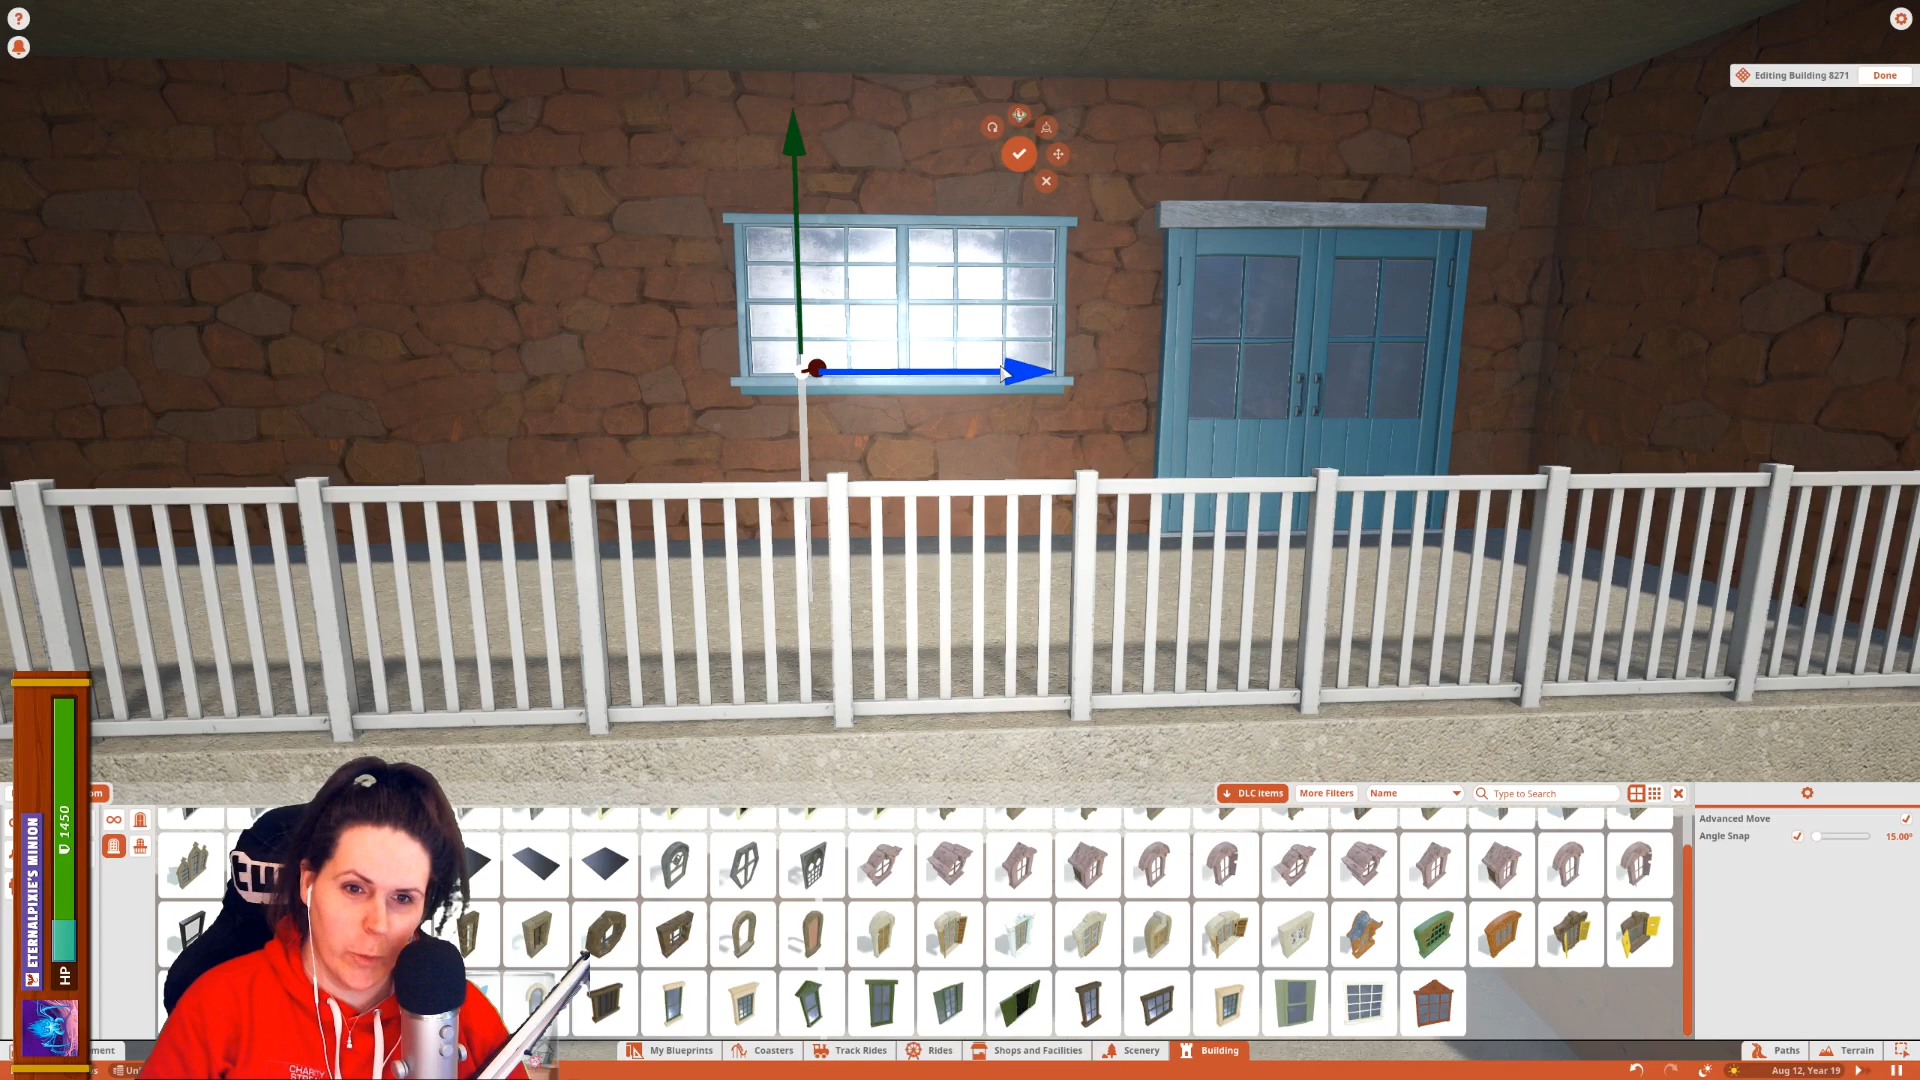 ?
Editing Building 8271
Done
DLC items
More Filters
Name
Type to Search
Advanced Move
Angle Snap
15.00°
ETERNALPIXIE'S MINION
1450
HP
CHARITY
My Blueprints
Coasters
Track Rides
Rides
Shops and Facilities
Scenery
Building
Paths
Terrain
Aug 12, Year 19